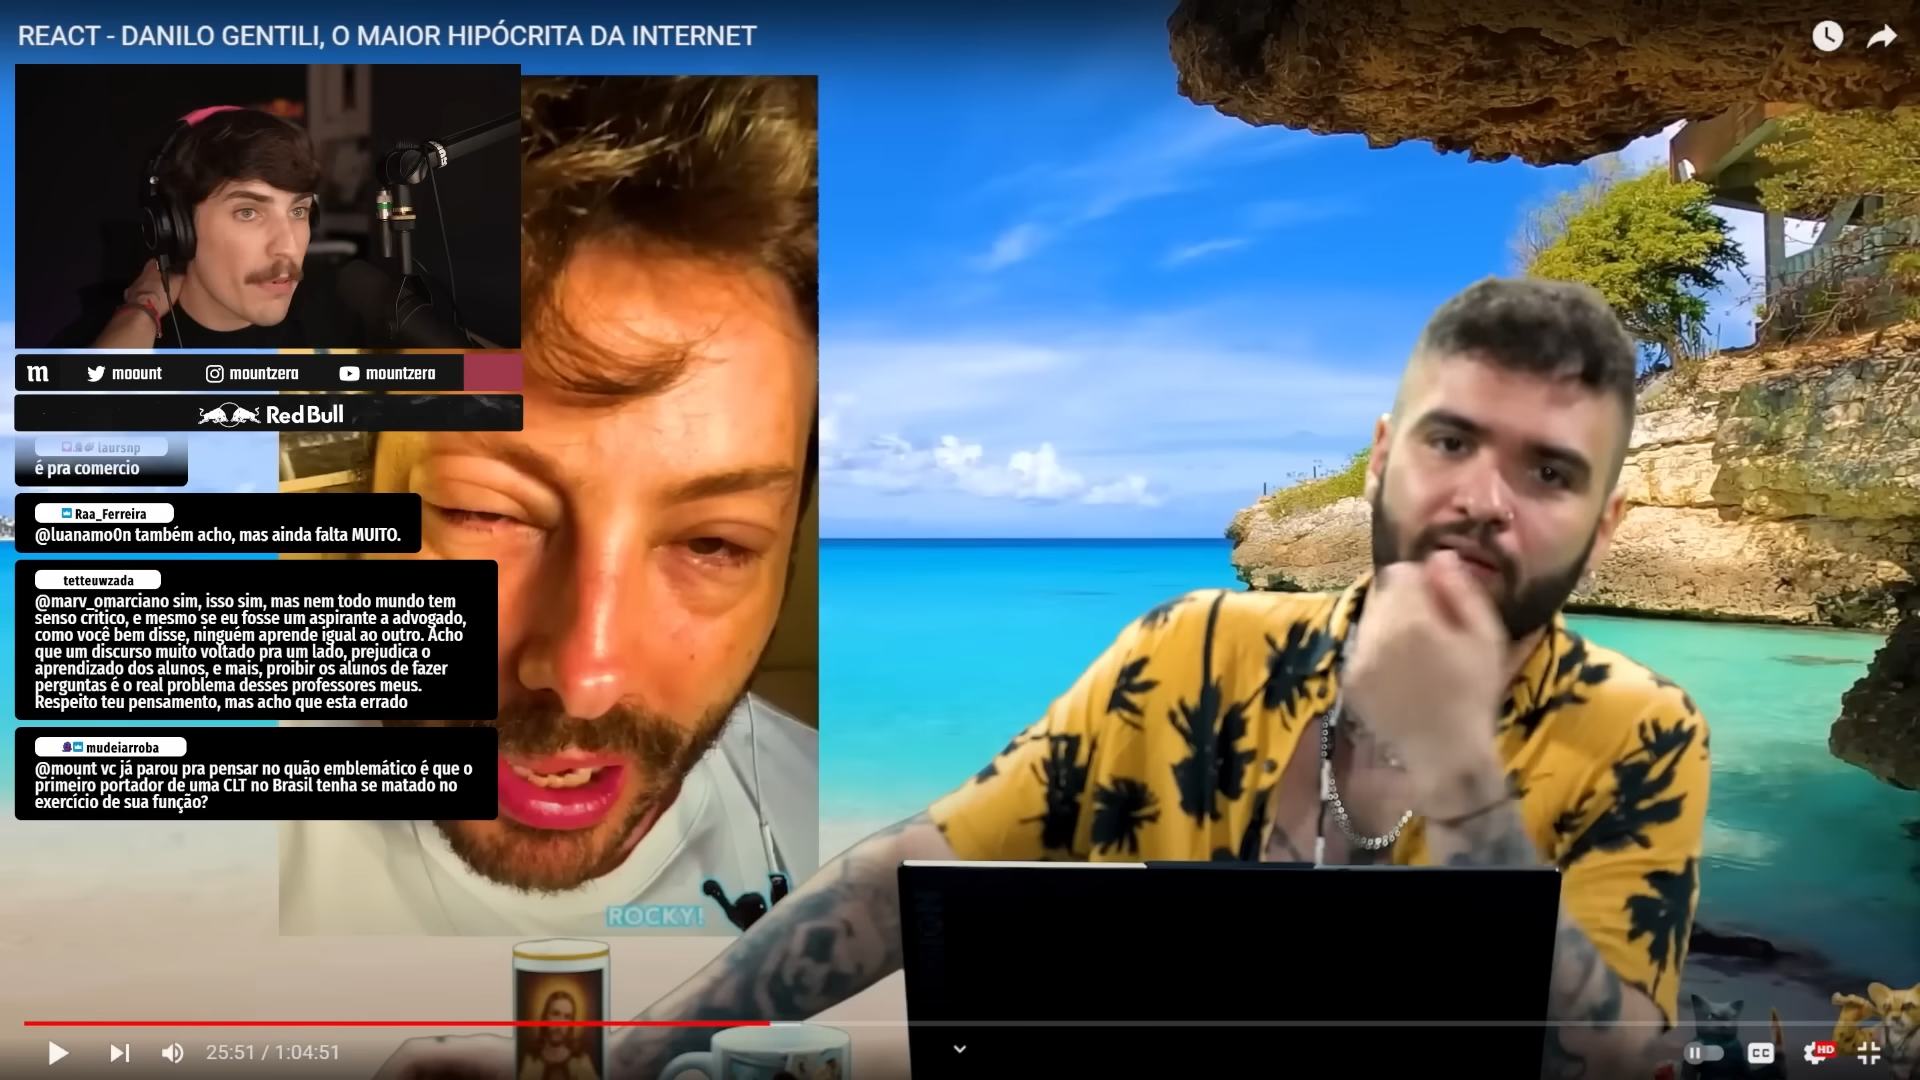 REACT - DANILO GENTILI, O MAIOR HIPÓCRITA DA INTERNET
m moount mountzera mountzera
Red Bull
laursnp
é pra comercio
Raa_Ferreira
@luanamo0n também acho, mas ainda falta MUITO.
tetteuwzada
@marv_omarciano sim, isso sim, mas nem todo mundo tem
senso critico, e mesmo se eu fosse um aspirante a advogado,
como você bem disse, ninguém aprende igual ao outro. Acho
que um discurso muito voltado pra um lado, prejudica o
aprendizado dos alunos, e mais, proibir os alunos de fazer
perguntas é o real problema desses professores meus.
Respeito teu pensamento, mas acho que esta errado
mudeiarroba
@mount vc já parou pra pensar no quão emblemático é que o
primeiro portador de uma CLT no Brasil tenha se matado no
exercício de sua função?
ROCKY!
25:51 / 1:04:51
CC
HD